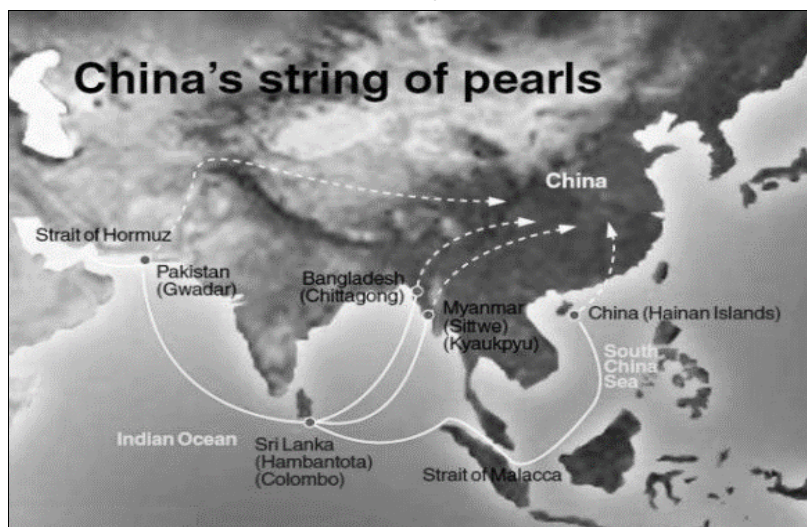 China's string of pearls
China
Strait of Hormuz
Pakistan
(Gwadar)
Bangladesh
(Chittagong)
Myanmar
(Sittwe)
(Kyaukpyu)
China (Hainan Islands)
South
China
Sea
Indian Ocean
Sri Lanka
(Hambantota)
(Colombo)
Strait of Malacca